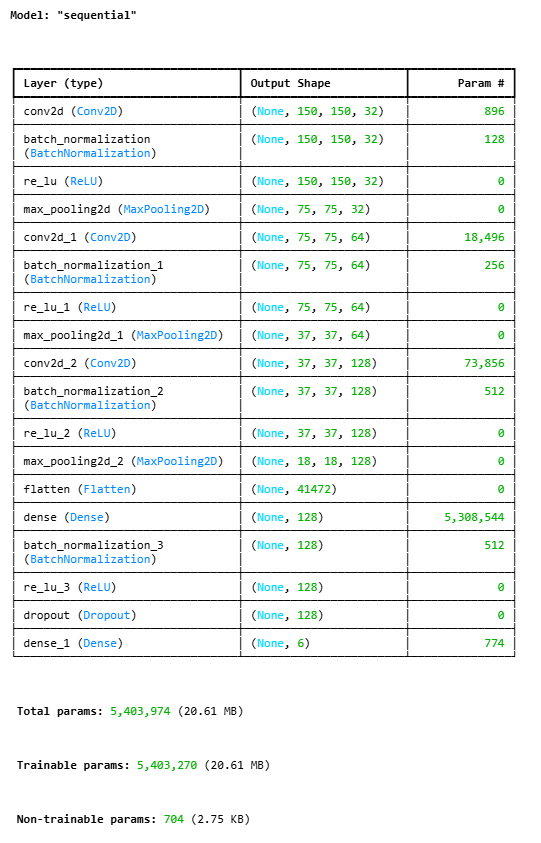 Model: "sequential"
Layer (type) Output Shape Param #
conv2d (Conv2D) (None, 150, 150, 32) 896
batch_normalization (None, 150, 150, 32) 128
(BatchNormalization)
re_lu (ReLU) (None, 150, 150, 32) 0
max_pooling2d (MaxPooling2D) (None, 75, 75, 32) 0
conv2d_1 (Conv2D) (None, 75, 75, 64) 18,496
batch_normalization_1 (None, 75, 75, 64) 256
(BatchNormalization)
re_lu_1 (ReLU) (None, 75, 75, 64) 0
max_pooling2d_1 (MaxPooling2D) (None, 37, 37, 64) 0
conv2d_2 (Conv2D) (None, 37, 37, 128) 73,856
batch_normalization_2 (None, 37, 37, 128) 512
(BatchNormalization)
re_lu_2 (ReLU) (None, 37, 37, 128) 0
max_pooling2d_2 (MaxPooling2D) (None, 18, 18, 128) 0
flatten (Flatten) (None, 41472) 0
dense (Dense) (None, 128) 5,308,544
batch_normalization_3 (None, 128) 512
(BatchNormalization)
re_lu_3 (ReLU) (None, 128) 0
dropout (Dropout) (None, 128) 0
dense_1 (Dense) (None, 6) 774
Total params: 5,403,974 (20.61 MB)
Trainable params: 5,403,270 (20.61 MB)
Non-trainable params: 704 (2.75 KB)